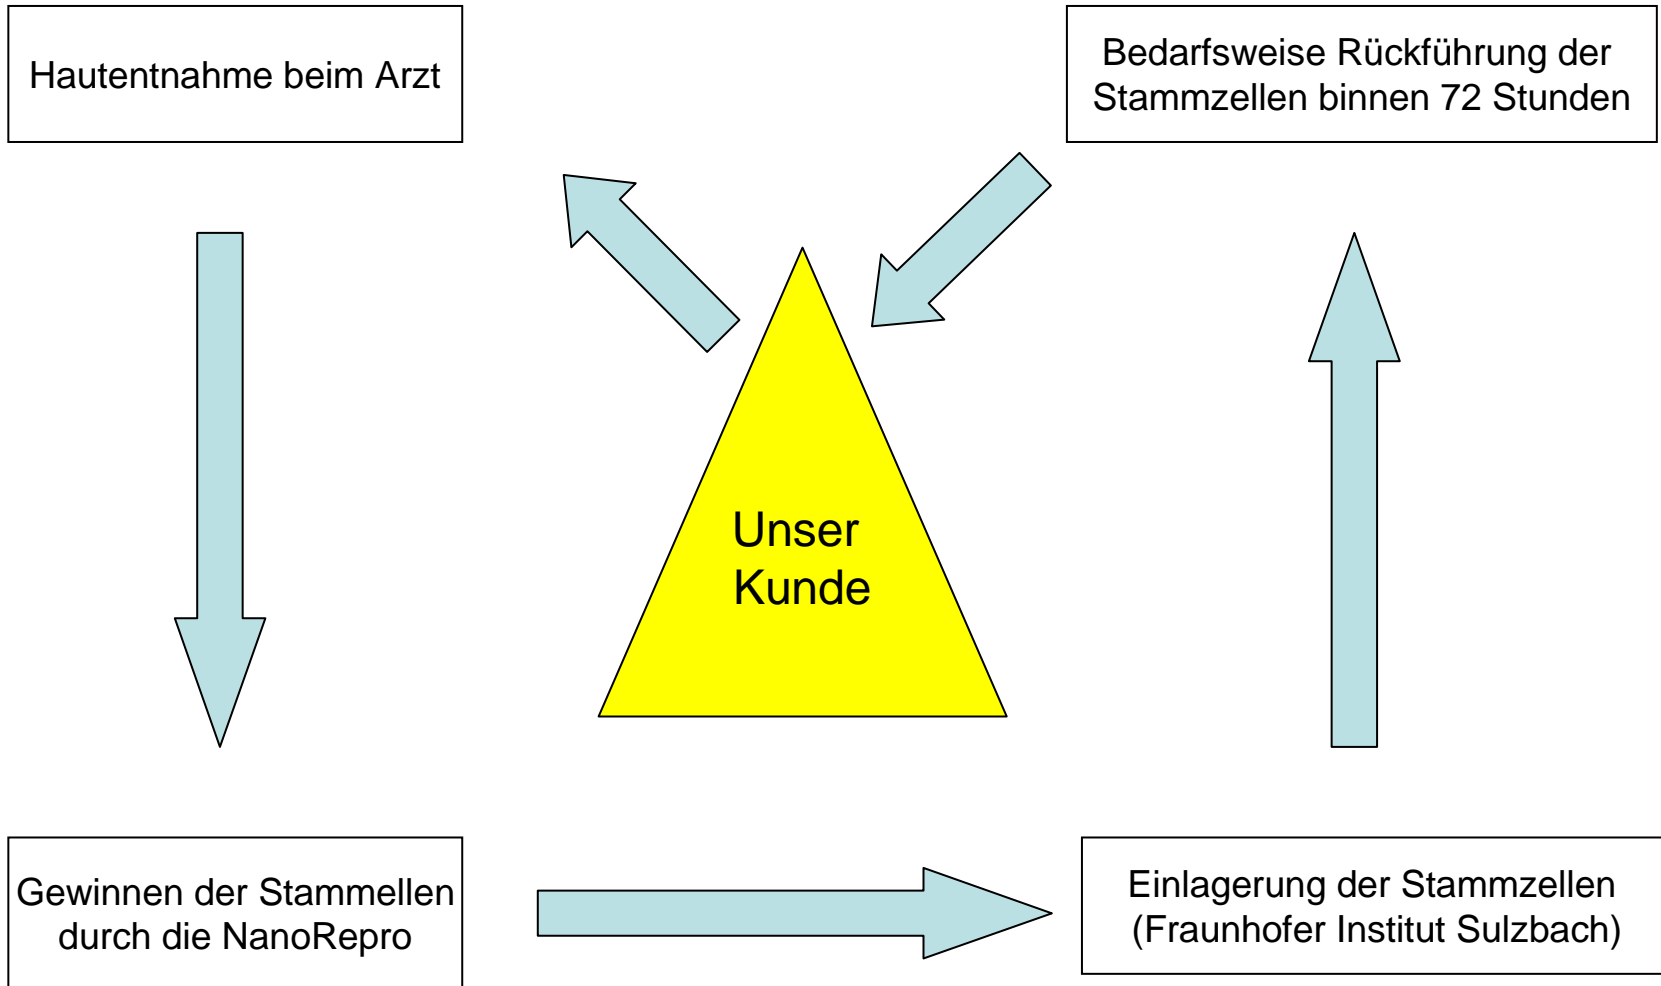 Hautentnahme beim Arzt
Bedarfsweise Rückführung der
Stammzellen binnen 72 Stunden
Unser
Kunde
Gewinnen der Stammellen
durch die NanoRepro
Einlagerung der Stammzellen
(Fraunhofer Institut Sulzbach)